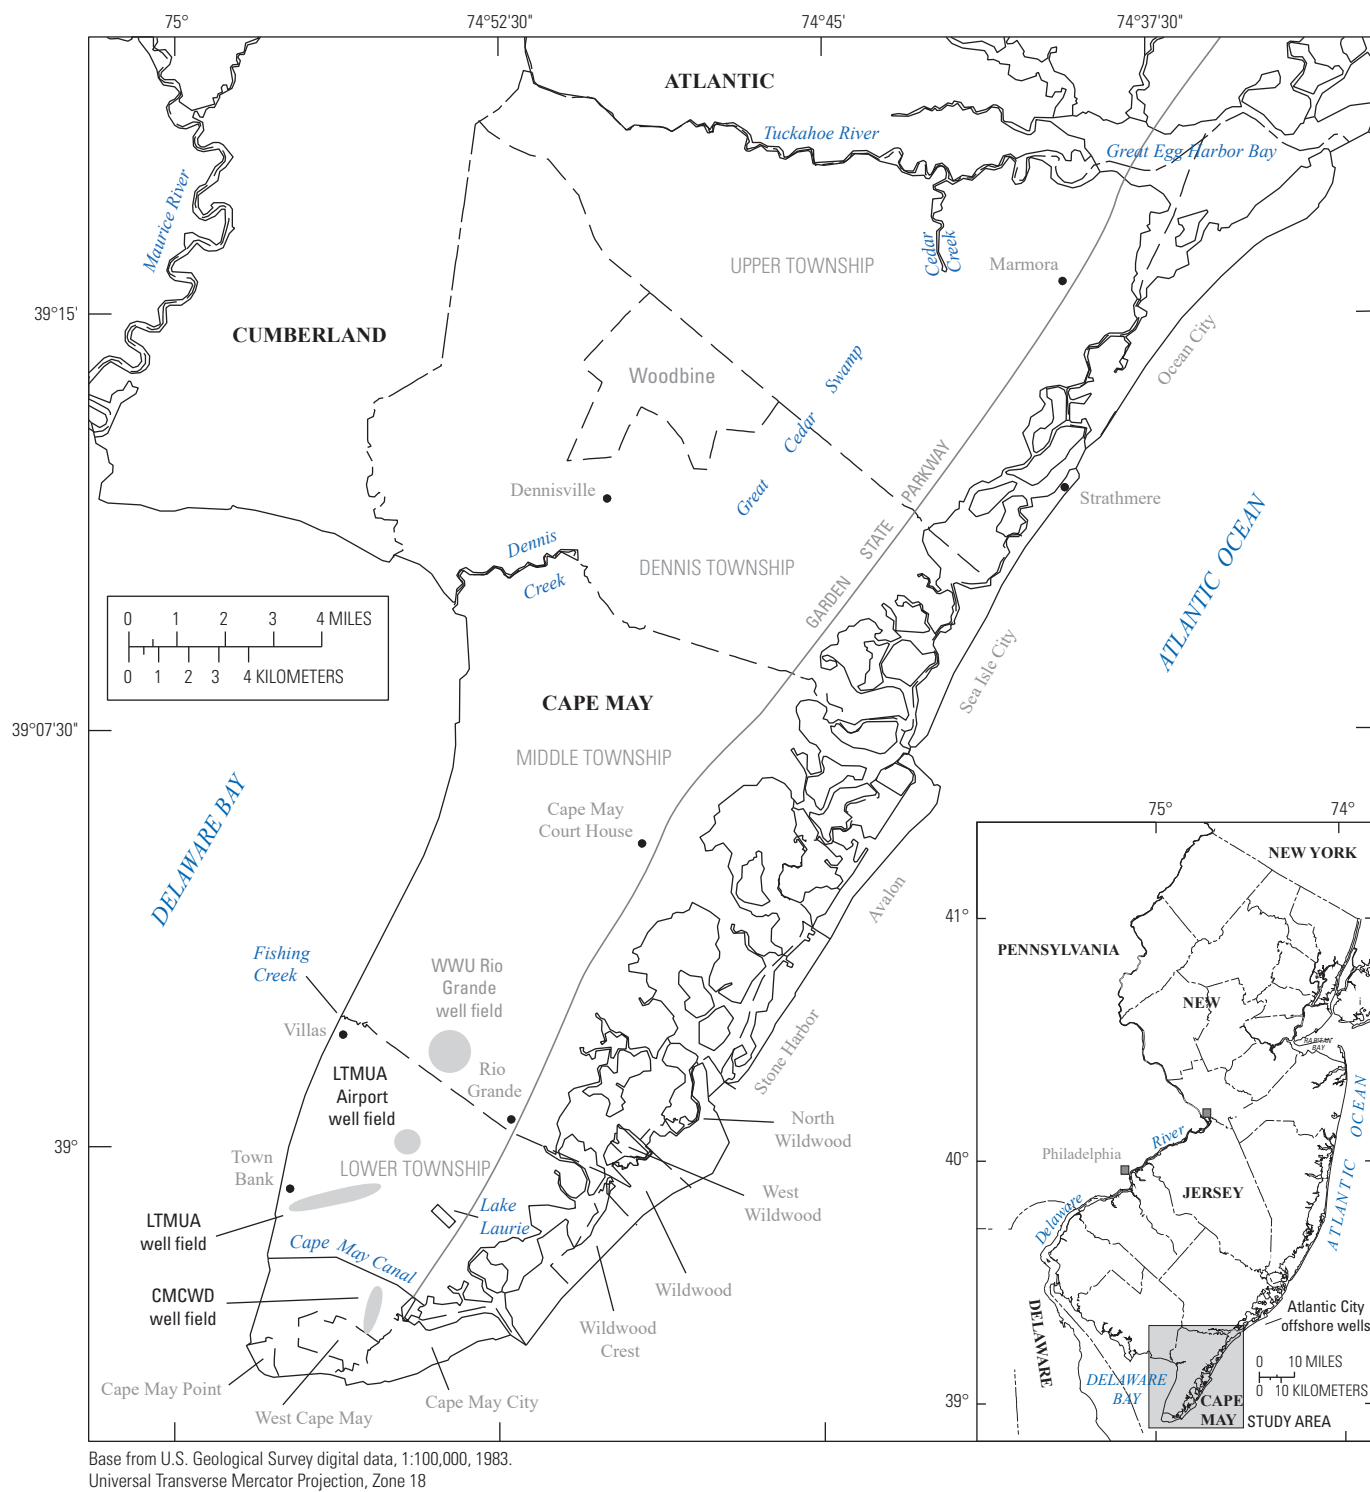 75°
74°52'30"
74°45'
74°37'30"
ATLANTIC
Tuckahoe River
Great Egg Harbor Bay
Maurice River
Cedar
Creek
UPPER TOWNSHIP
Marmora
39°15'
CUMBERLAND
Ocean City
Woodbine
Great Cedar Swamp
GARDEN STATE PARKWAY
Dennisville
Strathmere
Dennis
Creek
DENNIS TOWNSHIP
ATLANTIC OCEAN
0 1 2 3 4 MILES
0 1 2 3 4 KILOMETERS
Sea Isle City
CAPE MAY
39°07'30"
MIDDLE TOWNSHIP
DELAWARE BAY
Cape May
Court House
Avalon
Fishing
Creek
WWU Rio
Grande
well field
Villas
Stone Harbor
LTMUA
Airport
well field
Rio
Grande
North
Wildwood
39°
Town
Bank
LOWER TOWNSHIP
West
Wildwood
LTMUA
well field
Lake
Laurie
Cape May Canal
Wildwood
CMCWD
well field
Wildwood
Crest
Cape May Point
West Cape May
Cape May City
75°
74°
NEW YORK
41°
PENNSYLVANIA
NEW
RARITAN
BAY
ATLANTIC OCEAN
River
40°
Philadelphia
JERSEY
Delaware
DELAWARE
Atlantic City
offshore wells
0 10 MILES
0 10 KILOMETERS
DELAWARE
BAY
39°
CAPE
MAY
STUDY AREA
Base from U.S. Geological Survey digital data, 1:100,000, 1983.
Universal Transverse Mercator Projection, Zone 18